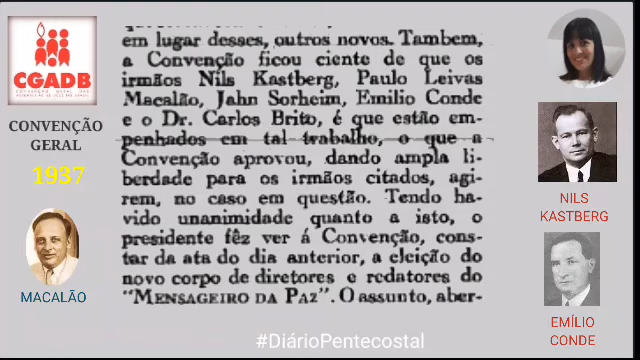 CGADB
CONVENÇÃO
GERAL
1937
MACALÃO
em lugar desses, outros novos. Tambem,
a Convenção ficou ciente de que os
irmãos Nils Kastberg, Paulo Leivas
Macalão, Jahn Sorheim, Emilio Conde
e o Dr. Carlos Brito, é que estão em-
penhados em tal trabalho, o que a
Convenção aprovou, dando ampla li-
berdade para os irmãos citados, agi-
rem, no caso em questão. Tendo ha-
vido unanimidade quanto a isto, o
presidente fêz ver á Convenção, cons-
tar da ata do dia anterior, a eleição do
novo corpo de diretores e redatores do
"MENSAGEIRO DA PAZ". O assunto, aber-
NILS
KASTBERG
EMÍLIO
CONDE
#DiárioPentecostal